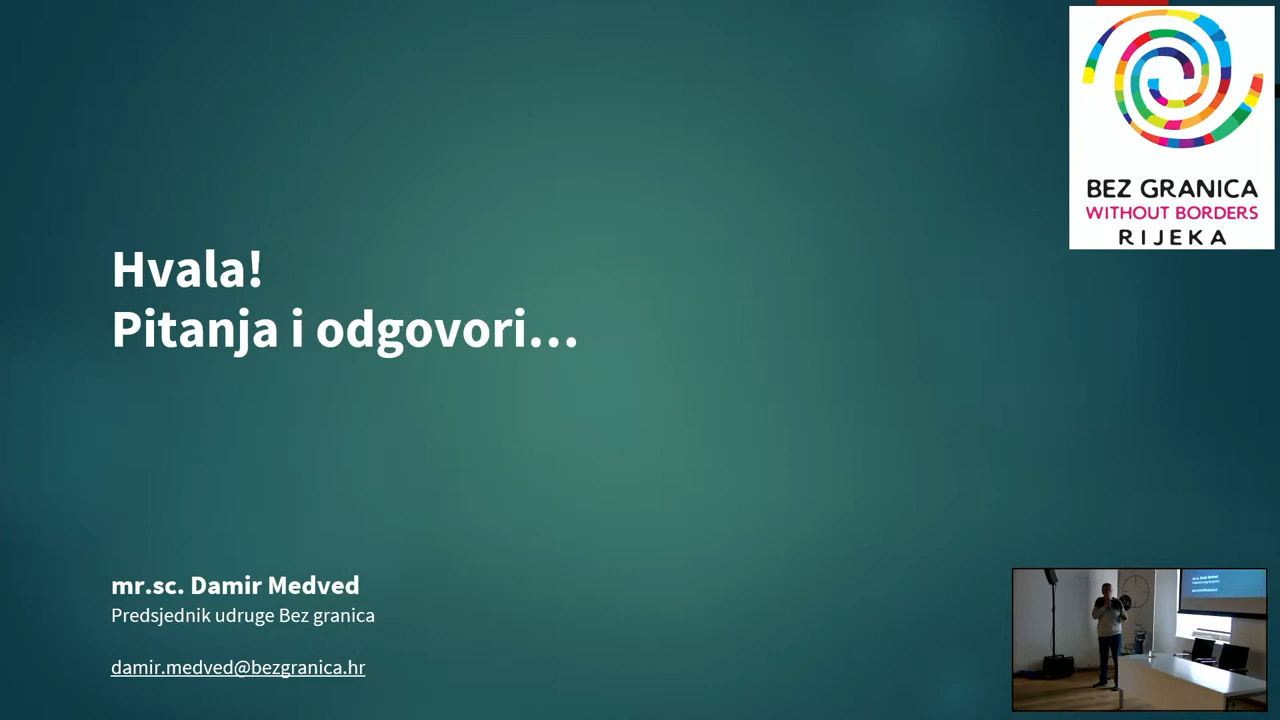 BEZ GRANICA
WITHOUT BORDERS
RIJEKA
Hvala!
Pitanja i odgovori...
mr.sc. Damir Medved
Predsjednik udruge Bez granica
damir.medved@bezgranica.hr